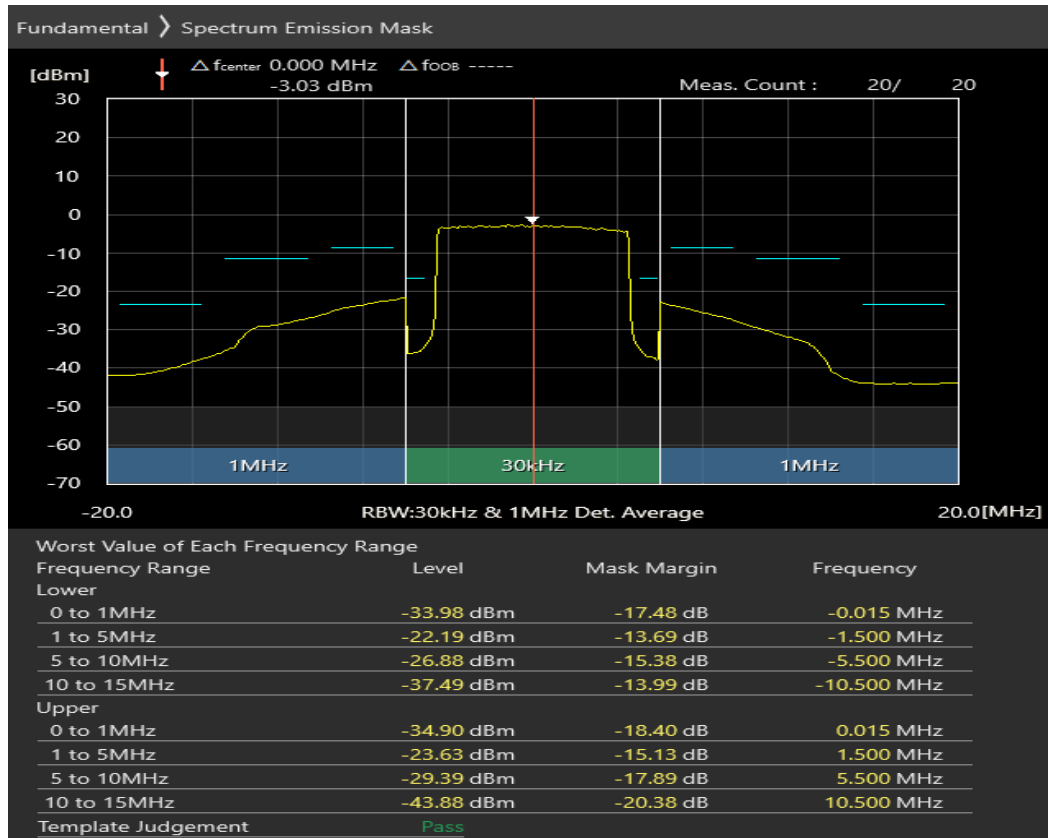 Fundamental ❯ Spectrum Emission Mask
[dBm] △ fcenter 0.000 MHz △ fOOB -----
-3.03 dBm Meas. Count : 20/ 20
30
20
10
0
-10
-20
-30
-40
-50
-60
-70
1MHz 30kHz 1MHz
-20.0 RBW:30kHz & 1MHz Det. Average 20.0[MHz]
Worst Value of Each Frequency Range
Frequency Range Level Mask Margin Frequency
Lower
0 to 1MHz -33.98 dBm -17.48 dB -0.015 MHz
1 to 5MHz -22.19 dBm -13.69 dB -1.500 MHz
5 to 10MHz -26.88 dBm -15.38 dB -5.500 MHz
10 to 15MHz -37.49 dBm -13.99 dB -10.500 MHz
Upper
0 to 1MHz -34.90 dBm -18.40 dB 0.015 MHz
1 to 5MHz -23.63 dBm -15.13 dB 1.500 MHz
5 to 10MHz -29.39 dBm -17.89 dB 5.500 MHz
10 to 15MHz -43.88 dBm -20.38 dB 10.500 MHz
Template Judgement Pass